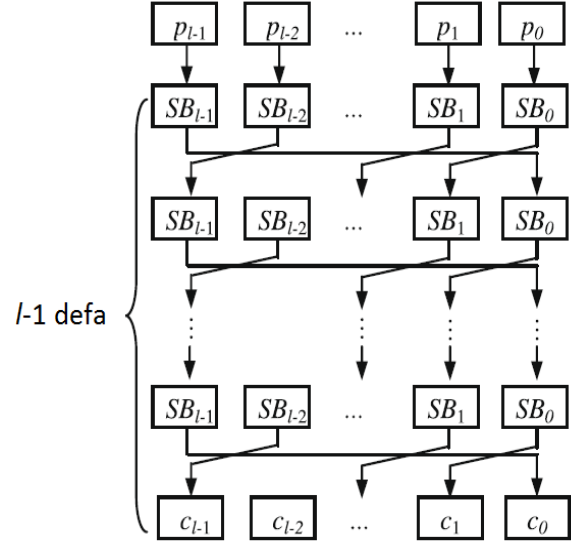 p_{l-1} p_{l-2} ... p_1 p_0
SB_{l-1} SB_{l-2} ... SB_1 SB_0
SB_{l-1} SB_{l-2} ... SB_1 SB_0
l-1 defa
SB_{l-1} SB_{l-2} ... SB_1 SB_0
c_{l-1} c_{l-2} ... c_1 c_0